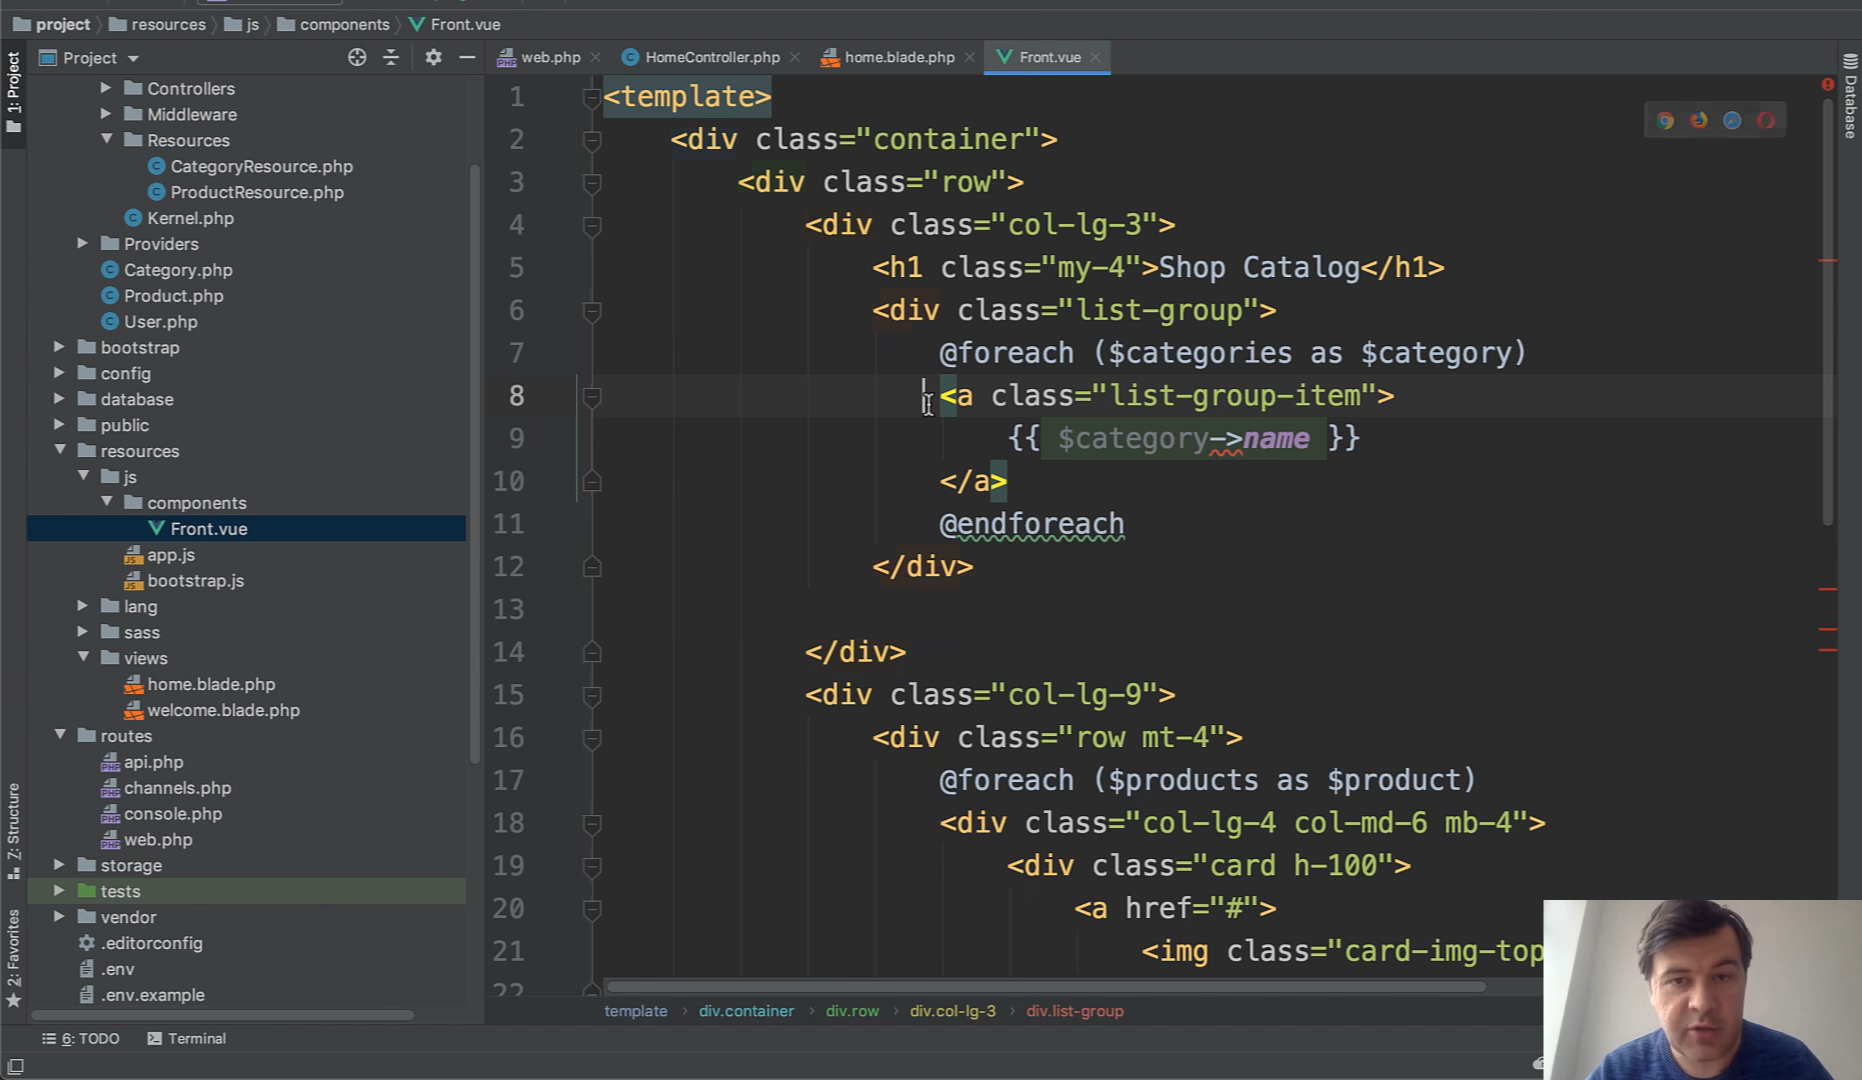 project resources js components Front.vue
Project
web.php HomeController.php home.blade.php Front.vue
1: Project
Z: Structure
2: Favorites
Database
Controllers
Middleware
Resources
CategoryResource.php
ProductResource.php
Kernel.php
Providers
Category.php
Product.php
User.php
bootstrap
config
database
public
resources
js
components
Front.vue
app.js
bootstrap.js
lang
sass
views
home.blade.php
welcome.blade.php
routes
api.php
channels.php
console.php
web.php
storage
tests
vendor
.editorconfig
.env
.env.example
1 <template>
2 <div class="container">
3 <div class="row">
4 <div class="col-lg-3">
5 <h1 class="my-4">Shop Catalog</h1>
6 <div class="list-group">
7 @foreach ($categories as $category)
8 <a class="list-group-item">
9 {{ $category->name }}
10 </a>
11 @endforeach
12 </div>
13
14 </div>
15 <div class="col-lg-9">
16 <div class="row mt-4">
17 @foreach ($products as $product)
18 <div class="col-lg-4 col-md-6 mb-4">
19 <div class="card h-100">
20 <a href="#">
21 <img class="card-img-top
22
template › div.container › div.row › div.col-lg-3 › div.list-group
6: TODO Terminal